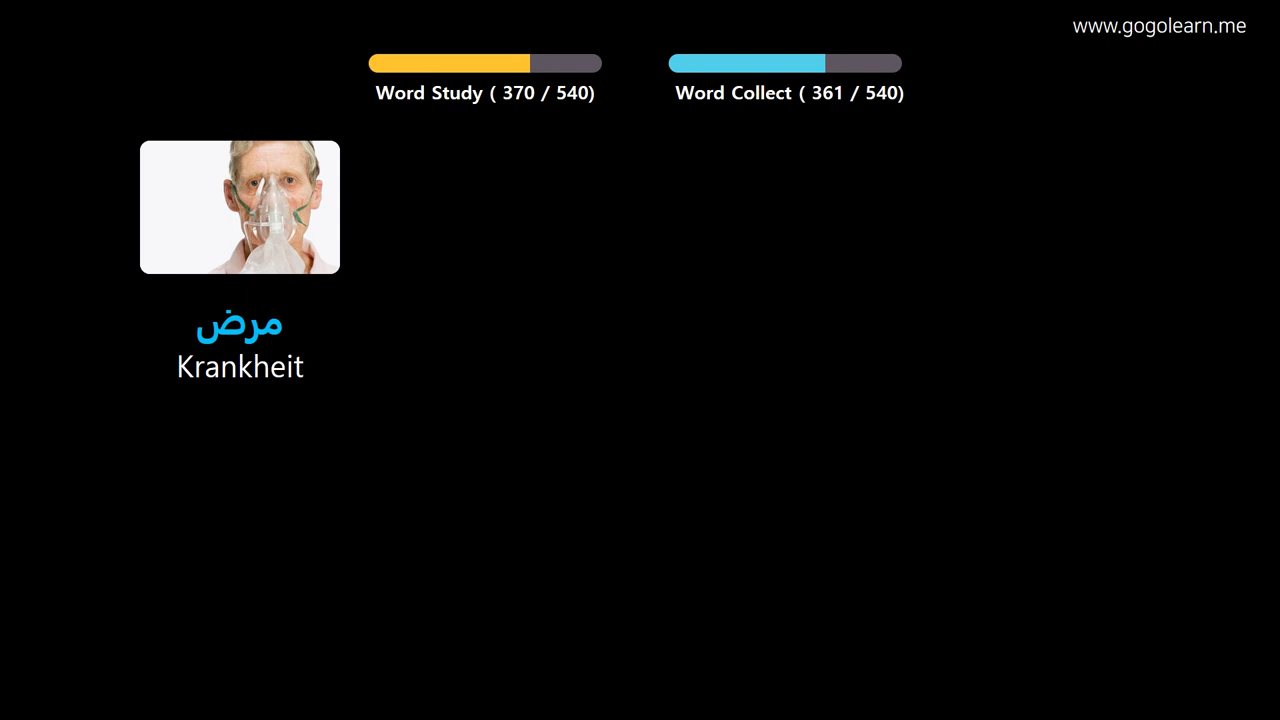 www.gogolearn.me
Word Study ( 370 / 540)
Word Collect ( 361 / 540)
مرض
Krankheit